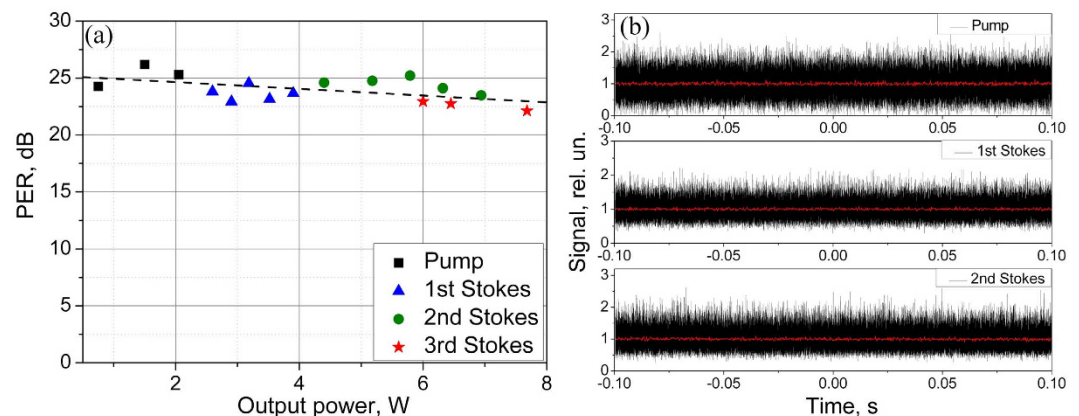 (a)
30
25
20
15
10
5
0
PER, dB
2
4
6
8
Output power, W
Pump
1st Stokes
2nd Stokes
3rd Stokes
(b)
Signal, rel. un.
Pump
3
2
1
0
-0.10
-0.05
0.00
0.05
0.10
1st Stokes
3
2
1
0
-0.10
-0.05
0.00
0.05
0.10
2nd Stokes
3
2
1
0
-0.10
-0.05
0.00
0.05
0.10
Time, s